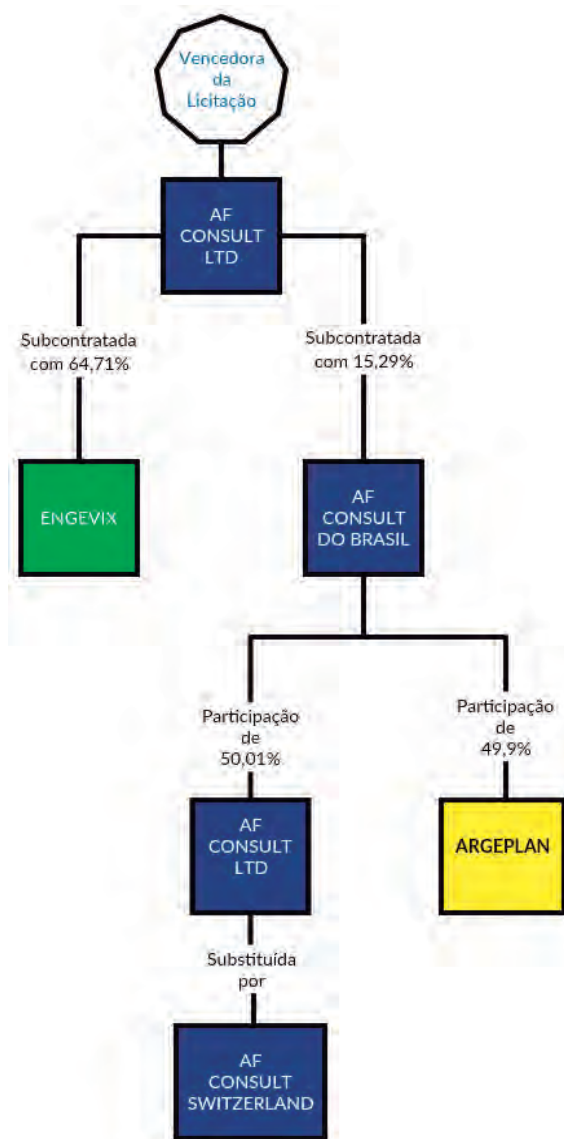 Vencedora
da
Licitação
AF
CONSULT
LTD
Subcontratada
com 64,71%
Subcontratada
com 15,29%
ENGEVIX
AF
CONSULT
DO BRASIL
Participação
de
50,01%
Participação
de
49,9%
AF
CONSULT
LTD
ARGEPLAN
Substituída
por
AF
CONSULT
SWITZERLAND